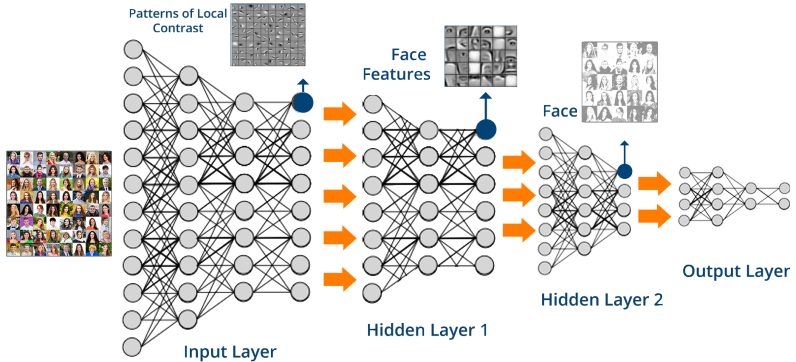 Patterns of Local
Contrast
Face
Features
Face
Input Layer
Hidden Layer 1
Hidden Layer 2
Output Layer